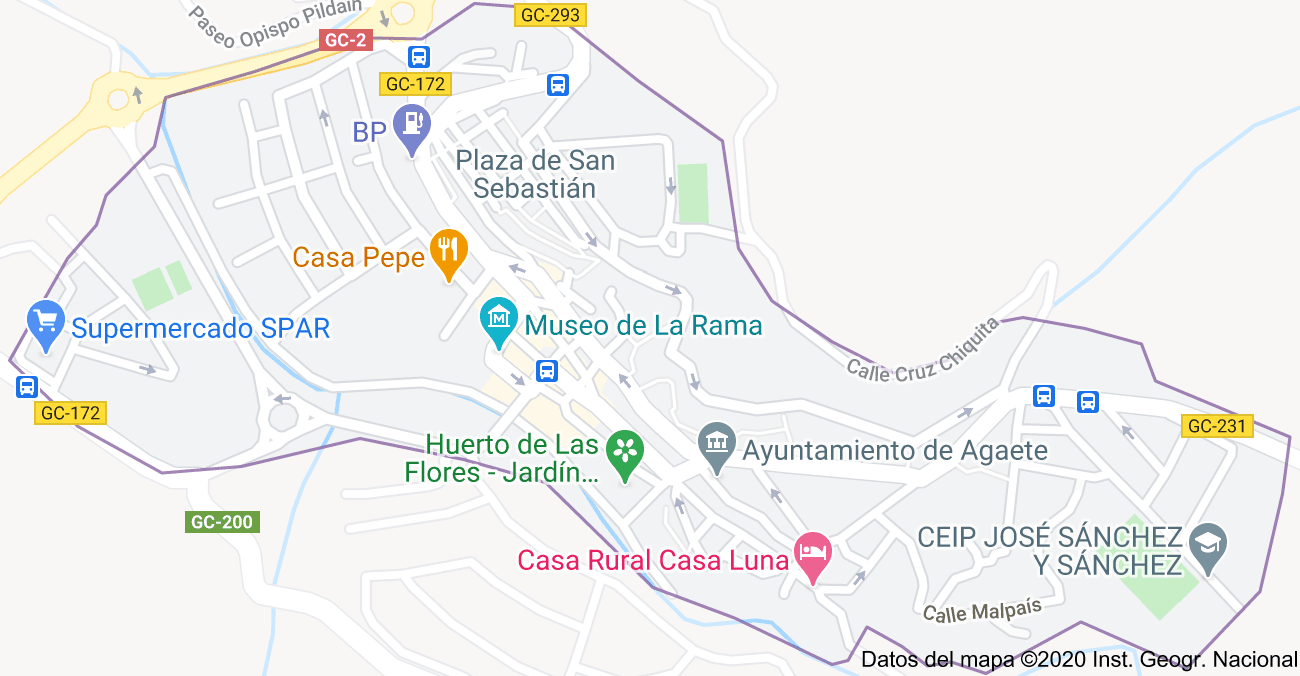 Paseo Opispo Pildain
GC-293
GC-2
GC-172
BP
Plaza de San
Sebastián
Casa Pepe
Supermercado SPAR
Museo de La Rama
Calle Cruz Chiquita
GC-172
GC-231
Huerto de Las
Flores - Jardín...
Ayuntamiento de Agaete
GC-200
CEIP JOSÉ SÁNCHEZ
Y SÁNCHEZ
Casa Rural Casa Luna
Calle Malpaís
Datos del mapa ©2020 Inst. Geogr. Nacional